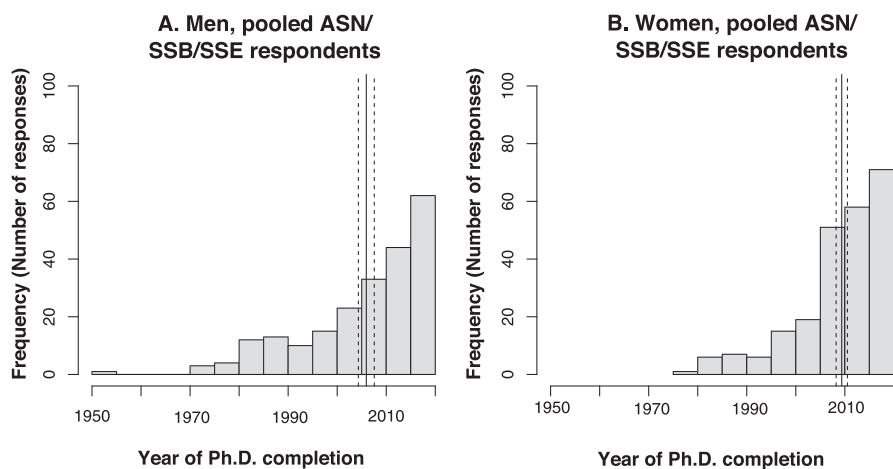 A. Men, pooled ASN/
SSB/SSE respondents
Frequency (Number of responses)
100
80
60
40
20
0
1950
1970
1990
2010
Year of Ph.D. completion
B. Women, pooled ASN/
SSB/SSE respondents
Frequency (Number of responses)
100
80
60
40
20
0
1950
1970
1990
2010
Year of Ph.D. completion